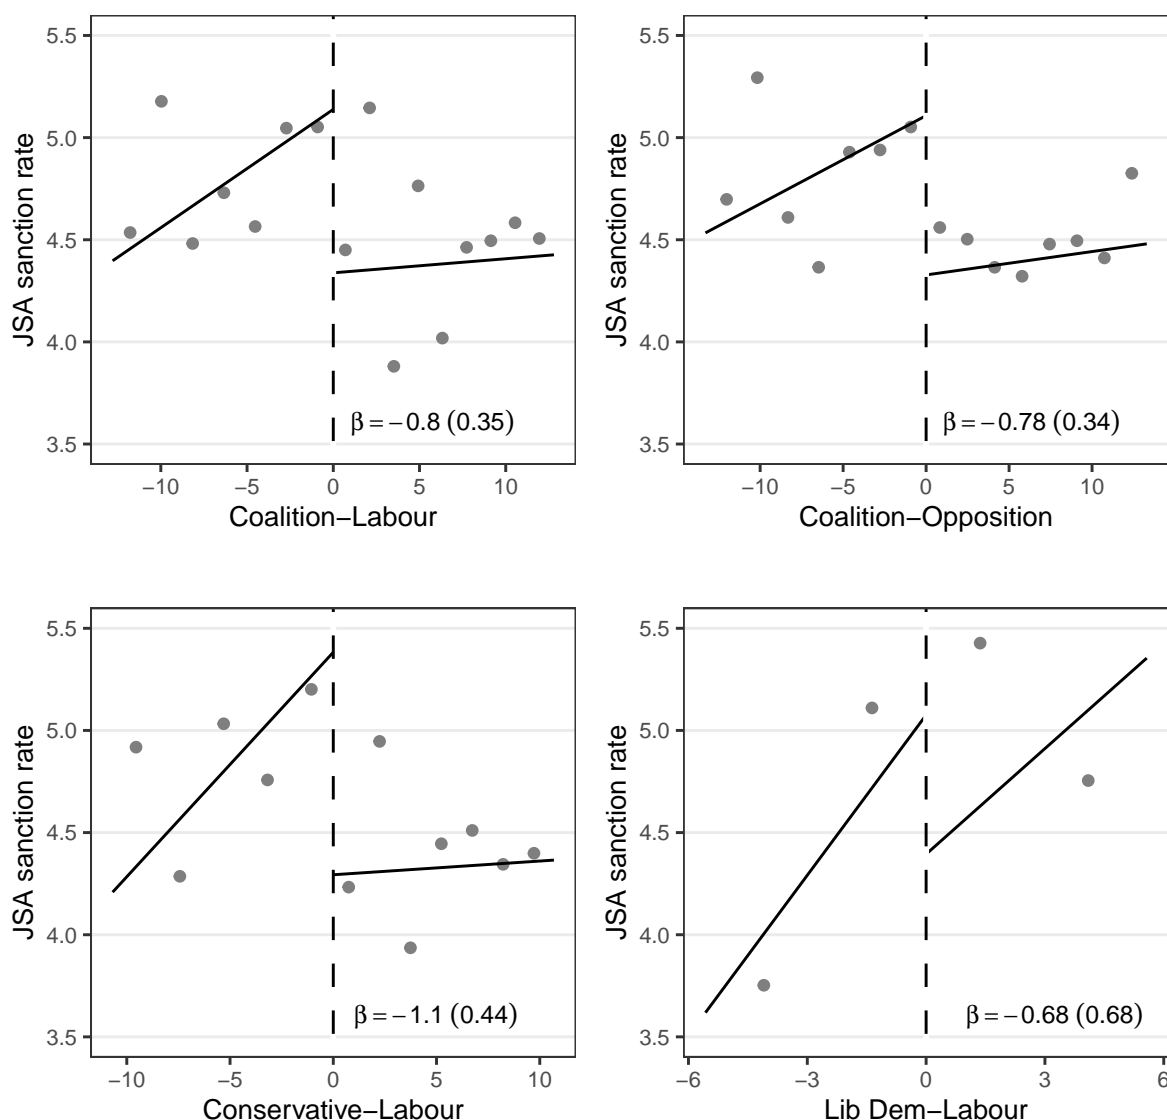 5.5
5.0
4.5
4.0
3.5
JSA sanction rate
β = −0.8 (0.35)
−10 −5 0 5 10
Coalition−Labour
5.5
5.0
4.5
4.0
3.5
JSA sanction rate
β = −0.78 (0.34)
−10 −5 0 5 10
Coalition−Opposition
5.5
5.0
4.5
4.0
3.5
JSA sanction rate
β = −1.1 (0.44)
−10 −5 0 5 10
Conservative−Labour
5.5
5.0
4.5
4.0
3.5
JSA sanction rate
β = −0.68 (0.68)
−6 −3 0 3 6
Lib Dem−Labour